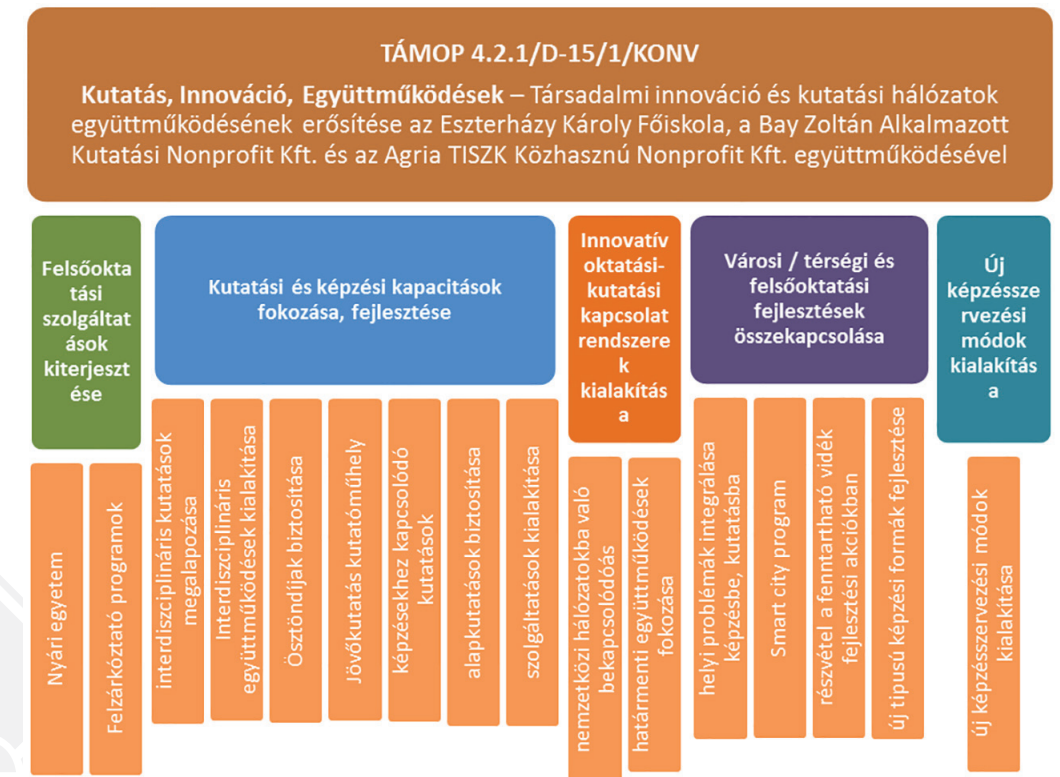 TÁMOP 4.2.1/D-15/1/KONV
Kutatás, Innováció, Együttműködések – Társadalmi innováció és kutatási hálózatok
együttműködésének erősítése az Eszterházy Károly Főiskola, a Bay Zoltán Alkalmazott
Kutatási Nonprofit Kft. és az Agria TISZK Közhasznú Nonprofit Kft. együttműködésével
Felsőokta
tási
szolgáltat
ások
kiterjeszt
ése
Nyári egyetem
Felzárkóztató programok
Kutatási és képzési kapacitások
fokozása, fejlesztése
interdiszciplináris kutatások
megalapozása
Interdiszciplináris
együttműködések kialakítása
Ösztöndíjak biztosítása
Jövőkutatás kutatóműhely
Képzésekhez kapcsolódó
kutatások
alapkutatások biztosítása
szolgáltatások kialakítása
Innovatív
oktatási-
kutatási
kapcsolat
rendszere
k
kialakítás
a
nemzetközi hálózatokba való
bekapcsolódóás
határmenti együttműködések
fokozása
Városi / térségi és
felsőoktatási
fejlesztések
összekapcsolása
helyi problémák integrálása
képzésbe, kutatásba
Smart city program
részvétel a fenntartható vidék
fejlesztési akciókban
új tipusú képzési formák fejlesztése
Új
képzéssze
rvezési
módok
kialakítás
a
új képzésszervezési módok
kialakítása